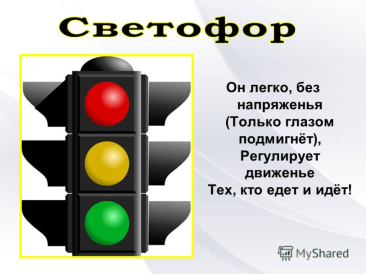 Светофор
Он легко, без
напряженья
(Только глазом
подмигнёт),
Регулирует
движенье
Тех, кто едет и идёт!
MyShared